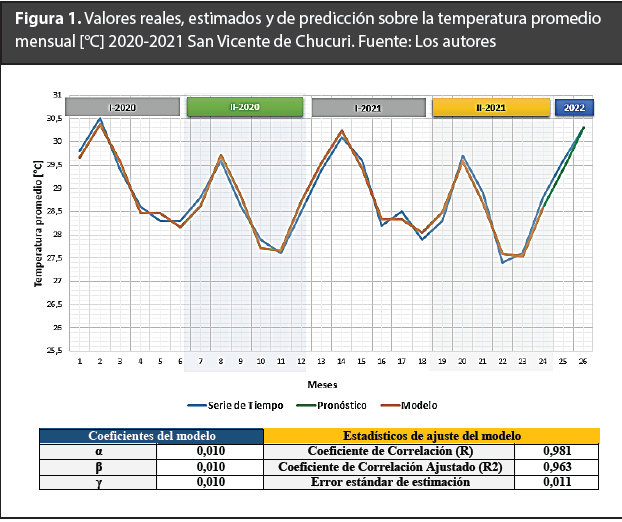 Figura 1. Valores reales, estimados y de predicción sobre la temperatura promedio
mensual [°C] 2020-2021 San Vicente de Chucuri. Fuente: Los autores
I-2020
II-2020
I-2021
II-2021
2022
31
30,5
30
29,5
29
28,5
28
27,5
27
26,5
26
25,5
Temperatura promedio [°C]
1 2 3 4 5 6 7 8 9 10 11 12 13 14 15 16 17 18 19 20 21 22 23 24 25 26
Meses
Serie de Tiempo Pronóstico Modelo
Coeficientes del modelo Estadísticos de ajuste del modelo
α 0,010 Coeficiente de Correlación (R) 0,981
β 0,010 Coeficiente de Correlación Ajustado (R2) 0,963
γ 0,010 Error estándar de estimación 0,011